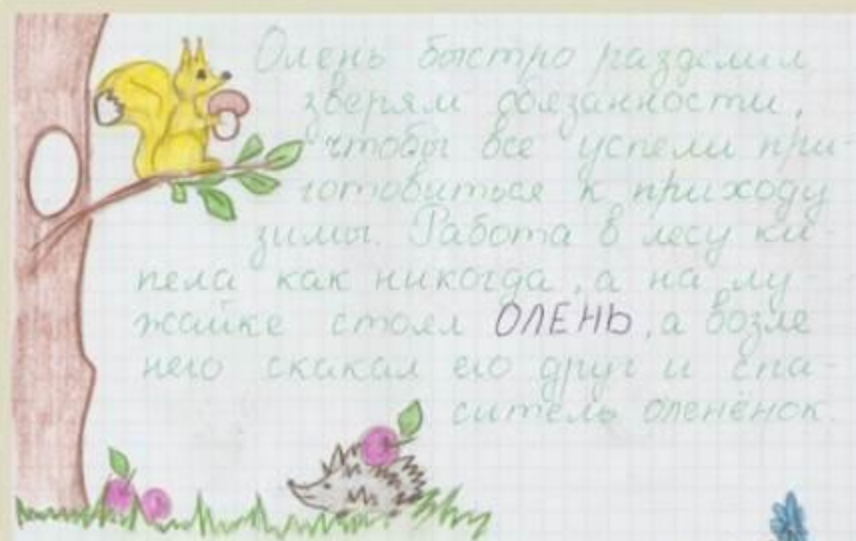 Олень быстро разделил
зверям обязанности,
чтобы все успели при-
готовиться к приходу
зимы. Работа в лесу ки-
пела как никогда, а на лу-
жайке стоял ОЛЕНЬ, а возле
него скакал его друг и спа-
ситель оленёнок.